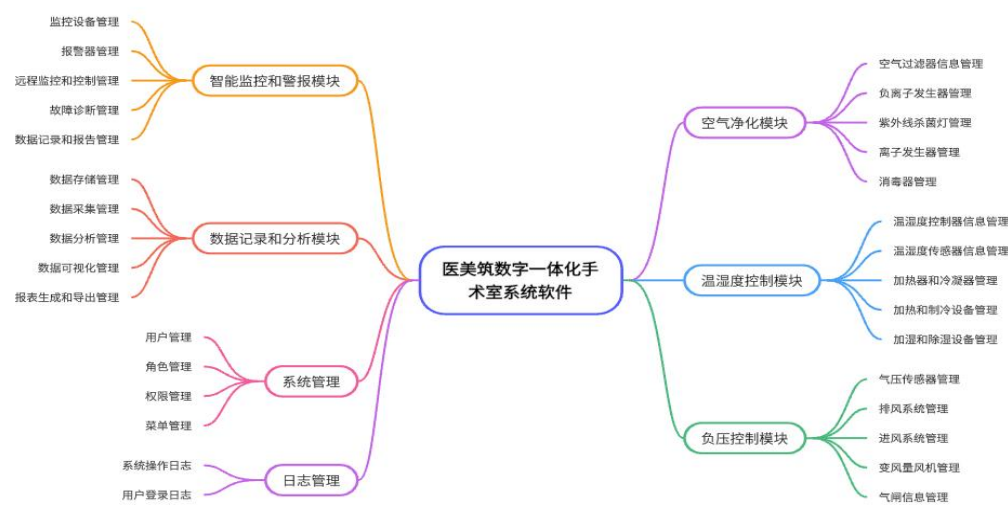 监控设备管理
报警器管理
远程监控和控制管理
故障诊断管理
数据记录和报告管理
智能监控和警报模块
数据存储管理
数据采集管理
数据分析管理
数据可视化管理
报表生成和导出管理
数据记录和分析模块
用户管理
角色管理
权限管理
菜单管理
系统管理
系统操作日志
用户登录日志
日志管理
医美筑数字一体化手
术室系统软件
空气净化模块
空气过滤器信息管理
负离子发生器管理
紫外线杀菌灯管理
离子发生器管理
消毒器管理
温湿度控制模块
温湿度控制器信息管理
温湿度传感器信息管理
加热器和冷凝器管理
加热和制冷设备管理
加湿和除湿设备管理
负压控制模块
气压传感器管理
排风系统管理
进风系统管理
变风量风机管理
气闸信息管理